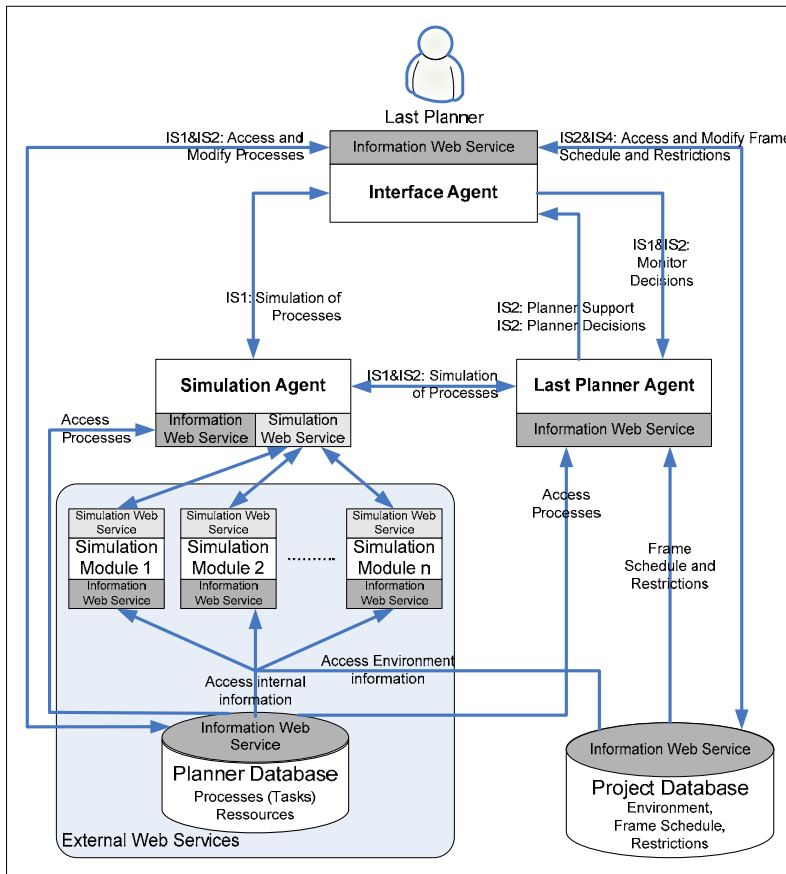 Last Planner
IS1&IS2: Access and
Modify Processes
Information Web Service
IS2&IS4: Access and Modify Frame
Schedule and Restrictions
Interface Agent
IS1&IS2:
Monitor
Decisions
IS1: Simulation of
Processes
IS2: Planner Support
IS2: Planner Decisions
Simulation Agent
IS1&IS2: Simulation
of Processes
Last Planner Agent
Access
Processes
Information
Web Service
Simulation
Web Service
Information Web Service
Access
Processes
Simulation Web
Service
Simulation
Module 1
Information
Web Service
Simulation Web
Service
Simulation
Module 2
Information
Web Service
........
Simulation Web
Service
Simulation
Module n
Information
Web Service
Frame
Schedule and
Restrictions
Access internal
information
Access Environment
information
Information Web
Service
Planner Database
Processes (Tasks)
Ressources
External Web Services
Information Web Service
Project Database
Environment,
Frame Schedule,
Restrictions